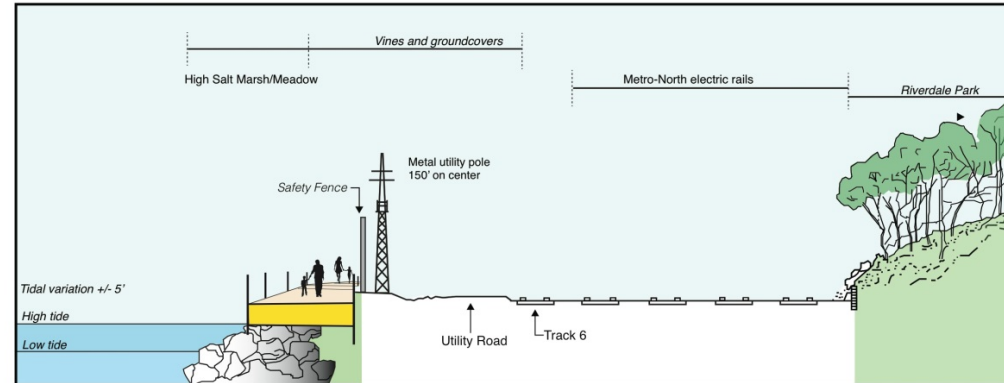 Vines and groundcovers
High Salt Marsh/Meadow
Metro-North electric rails
Riverdale Park
Metal utility pole
150' on center
Safety Fence
Tidal variation +/- 5'
High tide
Low tide
Utility Road
Track 6